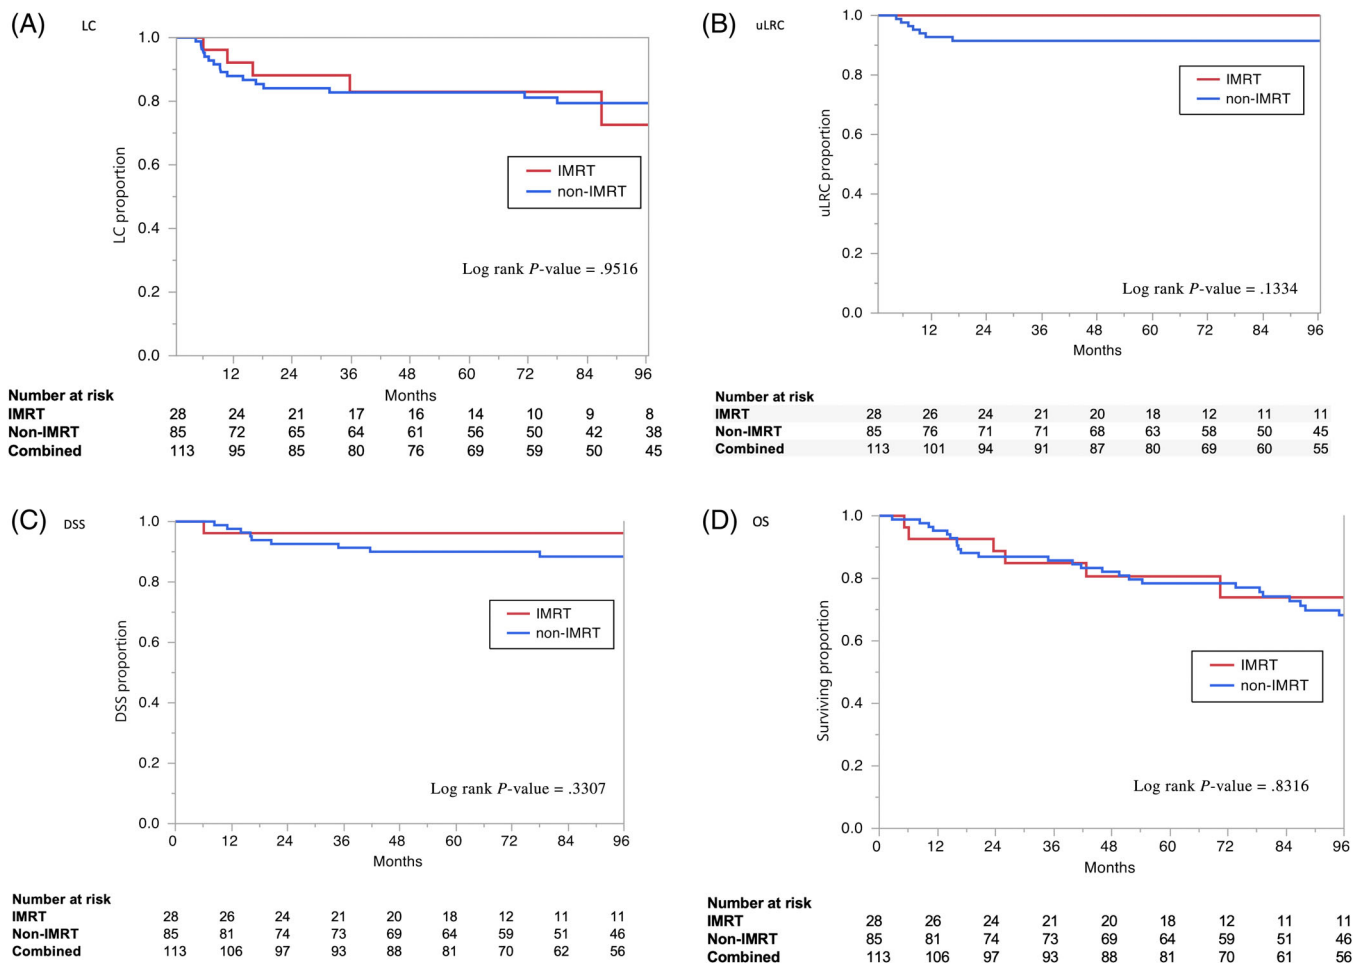 (A) LC
1.0
0.8
0.6
0.4
0.2
0.0
LC proportion
IMRT
non-IMRT
Log rank P-value = .9516
12 24 36 48 60 72 84 96
Months
Number at risk
IMRT 28 24 21 17 16 14 10 9 8
Non-IMRT 85 72 65 64 61 56 50 42 38
Combined 113 95 85 80 76 69 59 50 45
(B) uLRC
1.0
0.8
0.6
0.4
0.2
0.0
uLRC proportion
IMRT
non-IMRT
Log rank P-value = .1334
12 24 36 48 60 72 84 96
Months
Number at risk
IMRT 28 26 24 21 20 18 12 11 11
Non-IMRT 85 76 71 71 68 63 58 50 45
Combined 113 101 94 91 87 80 69 60 55
(C) DSS
1.0
0.8
0.6
0.4
0.2
0.0
DSS proportion
IMRT
non-IMRT
Log rank P-value = .3307
0 12 24 36 48 60 72 84 96
Months
Number at risk
IMRT 28 26 24 21 20 18 12 11 11
Non-IMRT 85 81 74 73 69 64 59 51 46
Combined 113 106 97 93 88 81 70 62 56
(D) OS
1.0
0.8
0.6
0.4
0.2
0.0
Surviving proportion
IMRT
non-IMRT
Log rank P-value = .8316
0 12 24 36 48 60 72 84 96
Months
Number at risk
IMRT 28 26 24 21 20 18 12 11 11
Non-IMRT 85 81 74 73 69 64 59 51 46
Combined 113 106 97 93 88 81 70 61 56